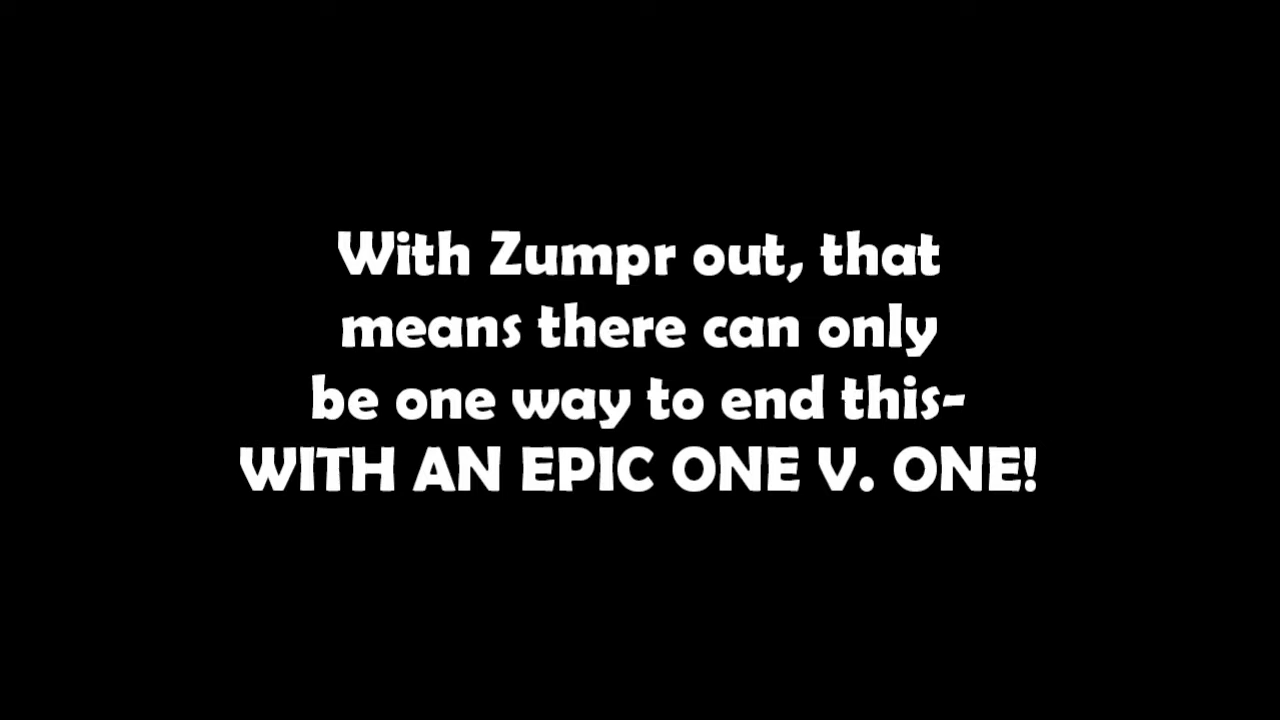 With Zumpr out, that
means there can only
be one way to end this-
WITH AN EPIC ONE V. ONE!